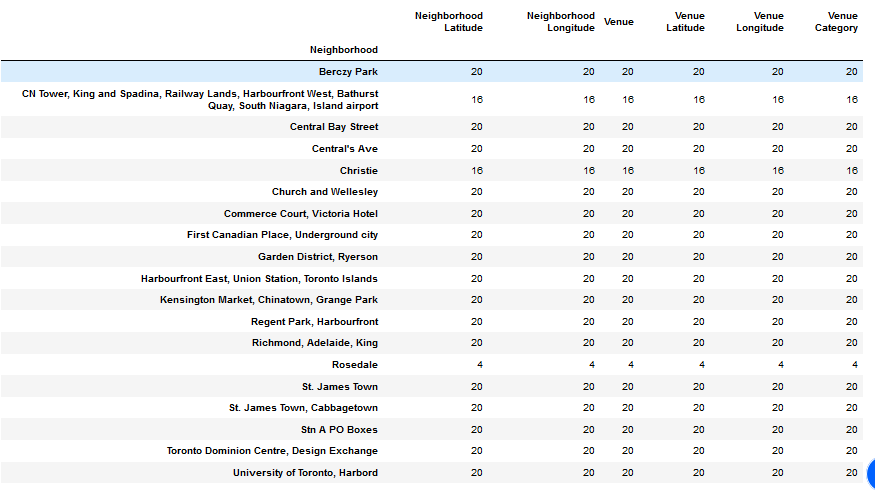 Neighborhood Latitude Neighborhood Longitude Venue Venue Latitude Venue Longitude Venue Category
Neighborhood
Berczy Park 20 20 20 20 20 20
CN Tower, King and Spadina, Railway Lands, Harbourfront West, Bathurst
Quay, South Niagara, Island airport 16 16 16 16 16 16
Central Bay Street 20 20 20 20 20 20
Central's Ave 20 20 20 20 20 20
Christie 16 16 16 16 16 16
Church and Wellesley 20 20 20 20 20 20
Commerce Court, Victoria Hotel 20 20 20 20 20 20
First Canadian Place, Underground city 20 20 20 20 20 20
Garden District, Ryerson 20 20 20 20 20 20
Harbourfront East, Union Station, Toronto Islands 20 20 20 20 20 20
Kensington Market, Chinatown, Grange Park 20 20 20 20 20 20
Regent Park, Harbourfront 20 20 20 20 20 20
Richmond, Adelaide, King 20 20 20 20 20 20
Rosedale 4 4 4 4 4 4
St. James Town 20 20 20 20 20 20
St. James Town, Cabbagetown 20 20 20 20 20 20
Stn A PO Boxes 20 20 20 20 20 20
Toronto Dominion Centre, Design Exchange 20 20 20 20 20 20
University of Toronto, Harbord 20 20 20 20 20 20